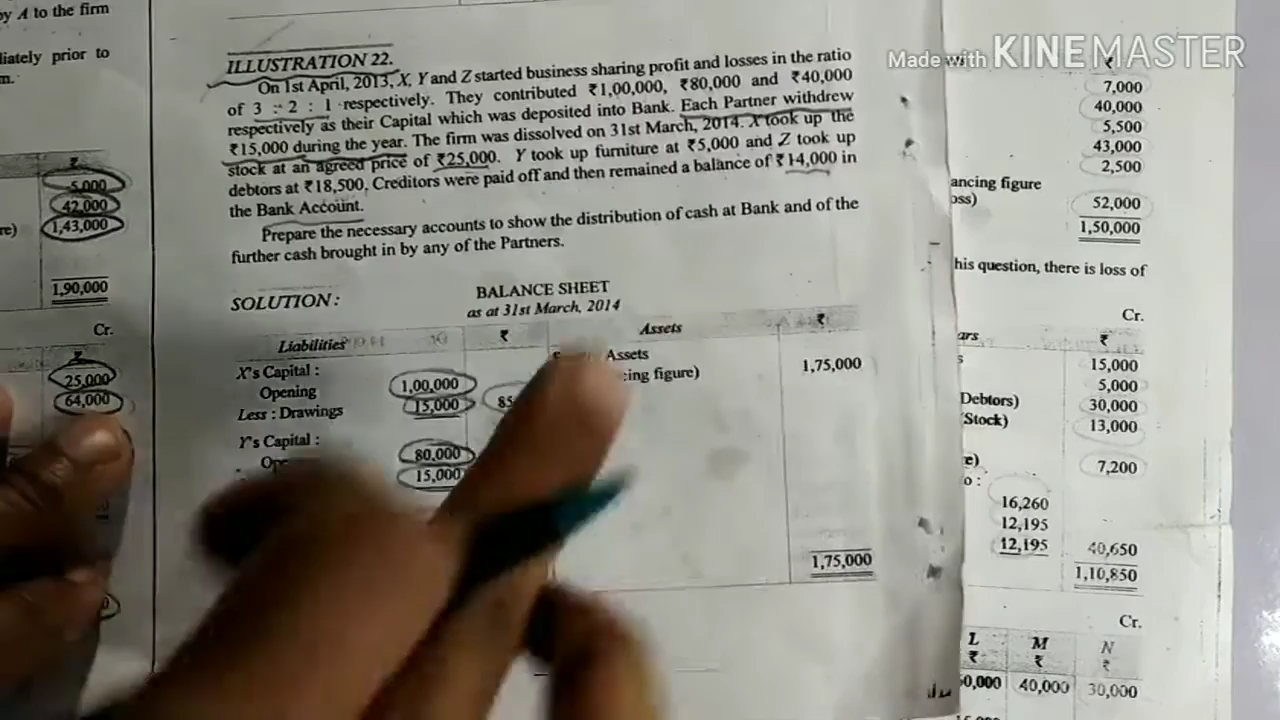 by A to the firm
liately prior to
m.
₹
5,000
42,000
re)
1,43,000
1,90,000
Cr.
₹
25,000
64,000
ILLUSTRATION 22.
On 1st April, 2013, X, Y and Z started business sharing profit and losses in the ratio
of 3 : 2 : 1 respectively. They contributed ₹1,00,000, ₹80,000 and ₹40,000
respectively as their Capital which was deposited into Bank. Each Partner withdrew
₹15,000 during the year. The firm was dissolved on 31st March, 2014. X took up the
stock at an agreed price of ₹25,000. Y took up furniture at ₹5,000 and Z took up
debtors at ₹18,500, Creditors were paid off and then remained a balance of ₹14,000 in
the Bank Account.
Prepare the necessary accounts to show the distribution of cash at Bank and of the
further cash brought in by any of the Partners.
SOLUTION :
BALANCE SHEET
as at 31st March, 2014
Liabilities ₹ Assets ₹
X's Capital : Assets
Opening 1,00,000 cing figure) 1,75,000
Less : Drawings 15,000 85
Y's Capital :
Ope 80,000
15,000
1,75,000
Made with KINEMASTER
₹
7,000
40,000
5,500
43,000
2,500
ancing figure
oss) 52,000
1,50,000
his question, there is loss of
Cr.
ars ₹
s 15,000
5,000
Debtors) 30,000
Stock) 13,000
e) 7,200
o :
16,260
12,195
12,195 40,650
1,10,850
Cr.
L M N
₹ ₹ ₹
0,000 40,000 30,000